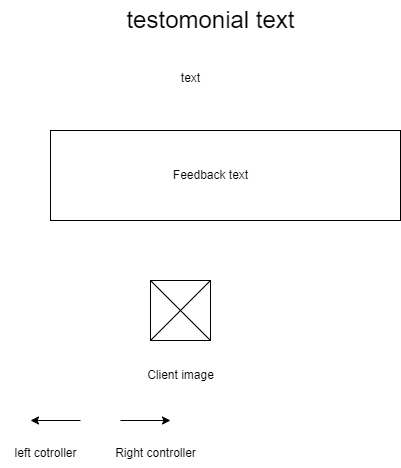 testomonial text
text
Feedback text
Client image
left cotroller
Right controller